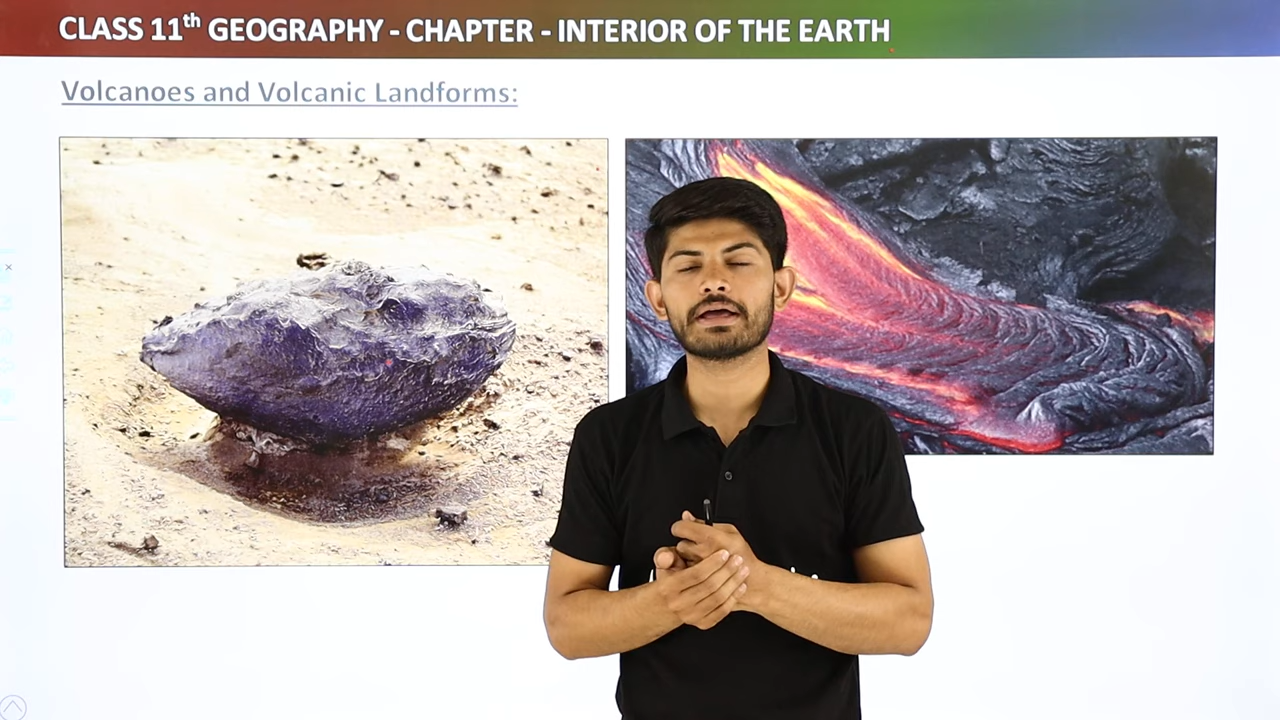 CLASS 11th GEOGRAPHY - CHAPTER - INTERIOR OF THE EARTH
Volcanoes and Volcanic Landforms: